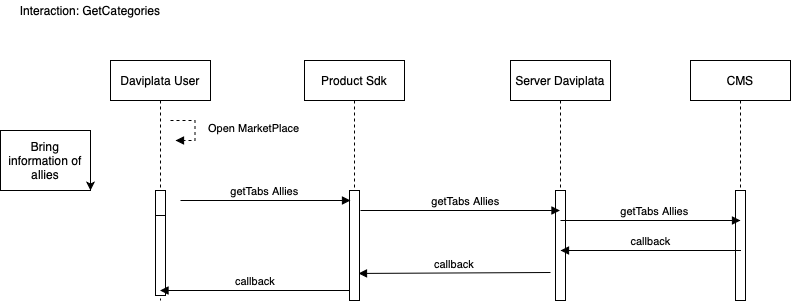 Interaction: GetCategories
Daviplata User
Product Sdk
Server Daviplata
CMS
Open MarketPlace
Bring
information of
allies
getTabs Allies
getTabs Allies
getTabs Allies
callback
callback
callback